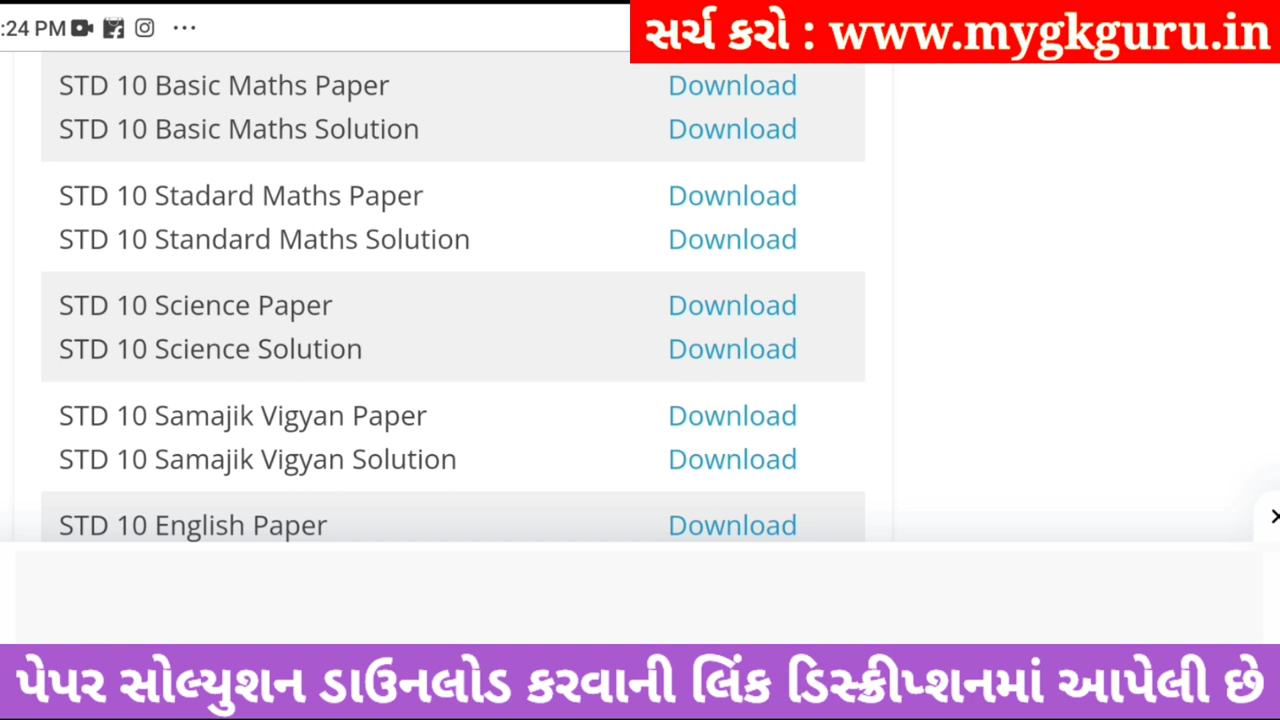 :24 PM
સર્ચ કરો : www.mygkguru.in
STD 10 Basic Maths Paper Download
STD 10 Basic Maths Solution Download
STD 10 Stadard Maths Paper Download
STD 10 Standard Maths Solution Download
STD 10 Science Paper Download
STD 10 Science Solution Download
STD 10 Samajik Vigyan Paper Download
STD 10 Samajik Vigyan Solution Download
STD 10 English Paper Download
પેપર સોલ્યુશન ડાઉનલોડ કરવાની લિંક ડિસ્ક્રીપ્શનમાં આપેલી છે